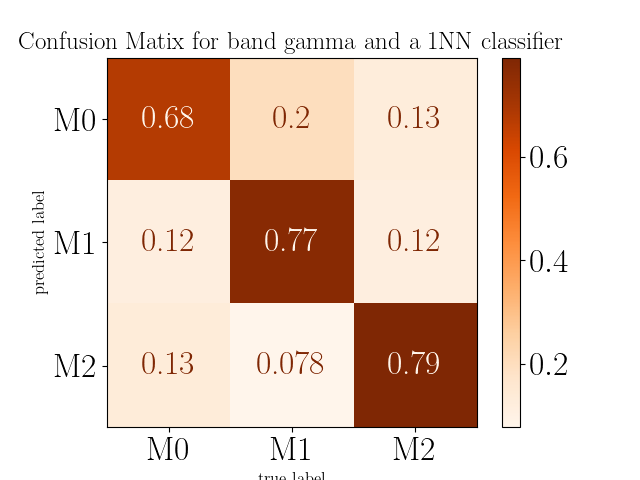 Confusion Matix for band gamma and a 1NN classifier
M0 0.68 0.2 0.13
M1 0.12 0.77 0.12
M2 0.13 0.078 0.79
M0 M1 M2
predicted label
true label
0.6
0.4
0.2